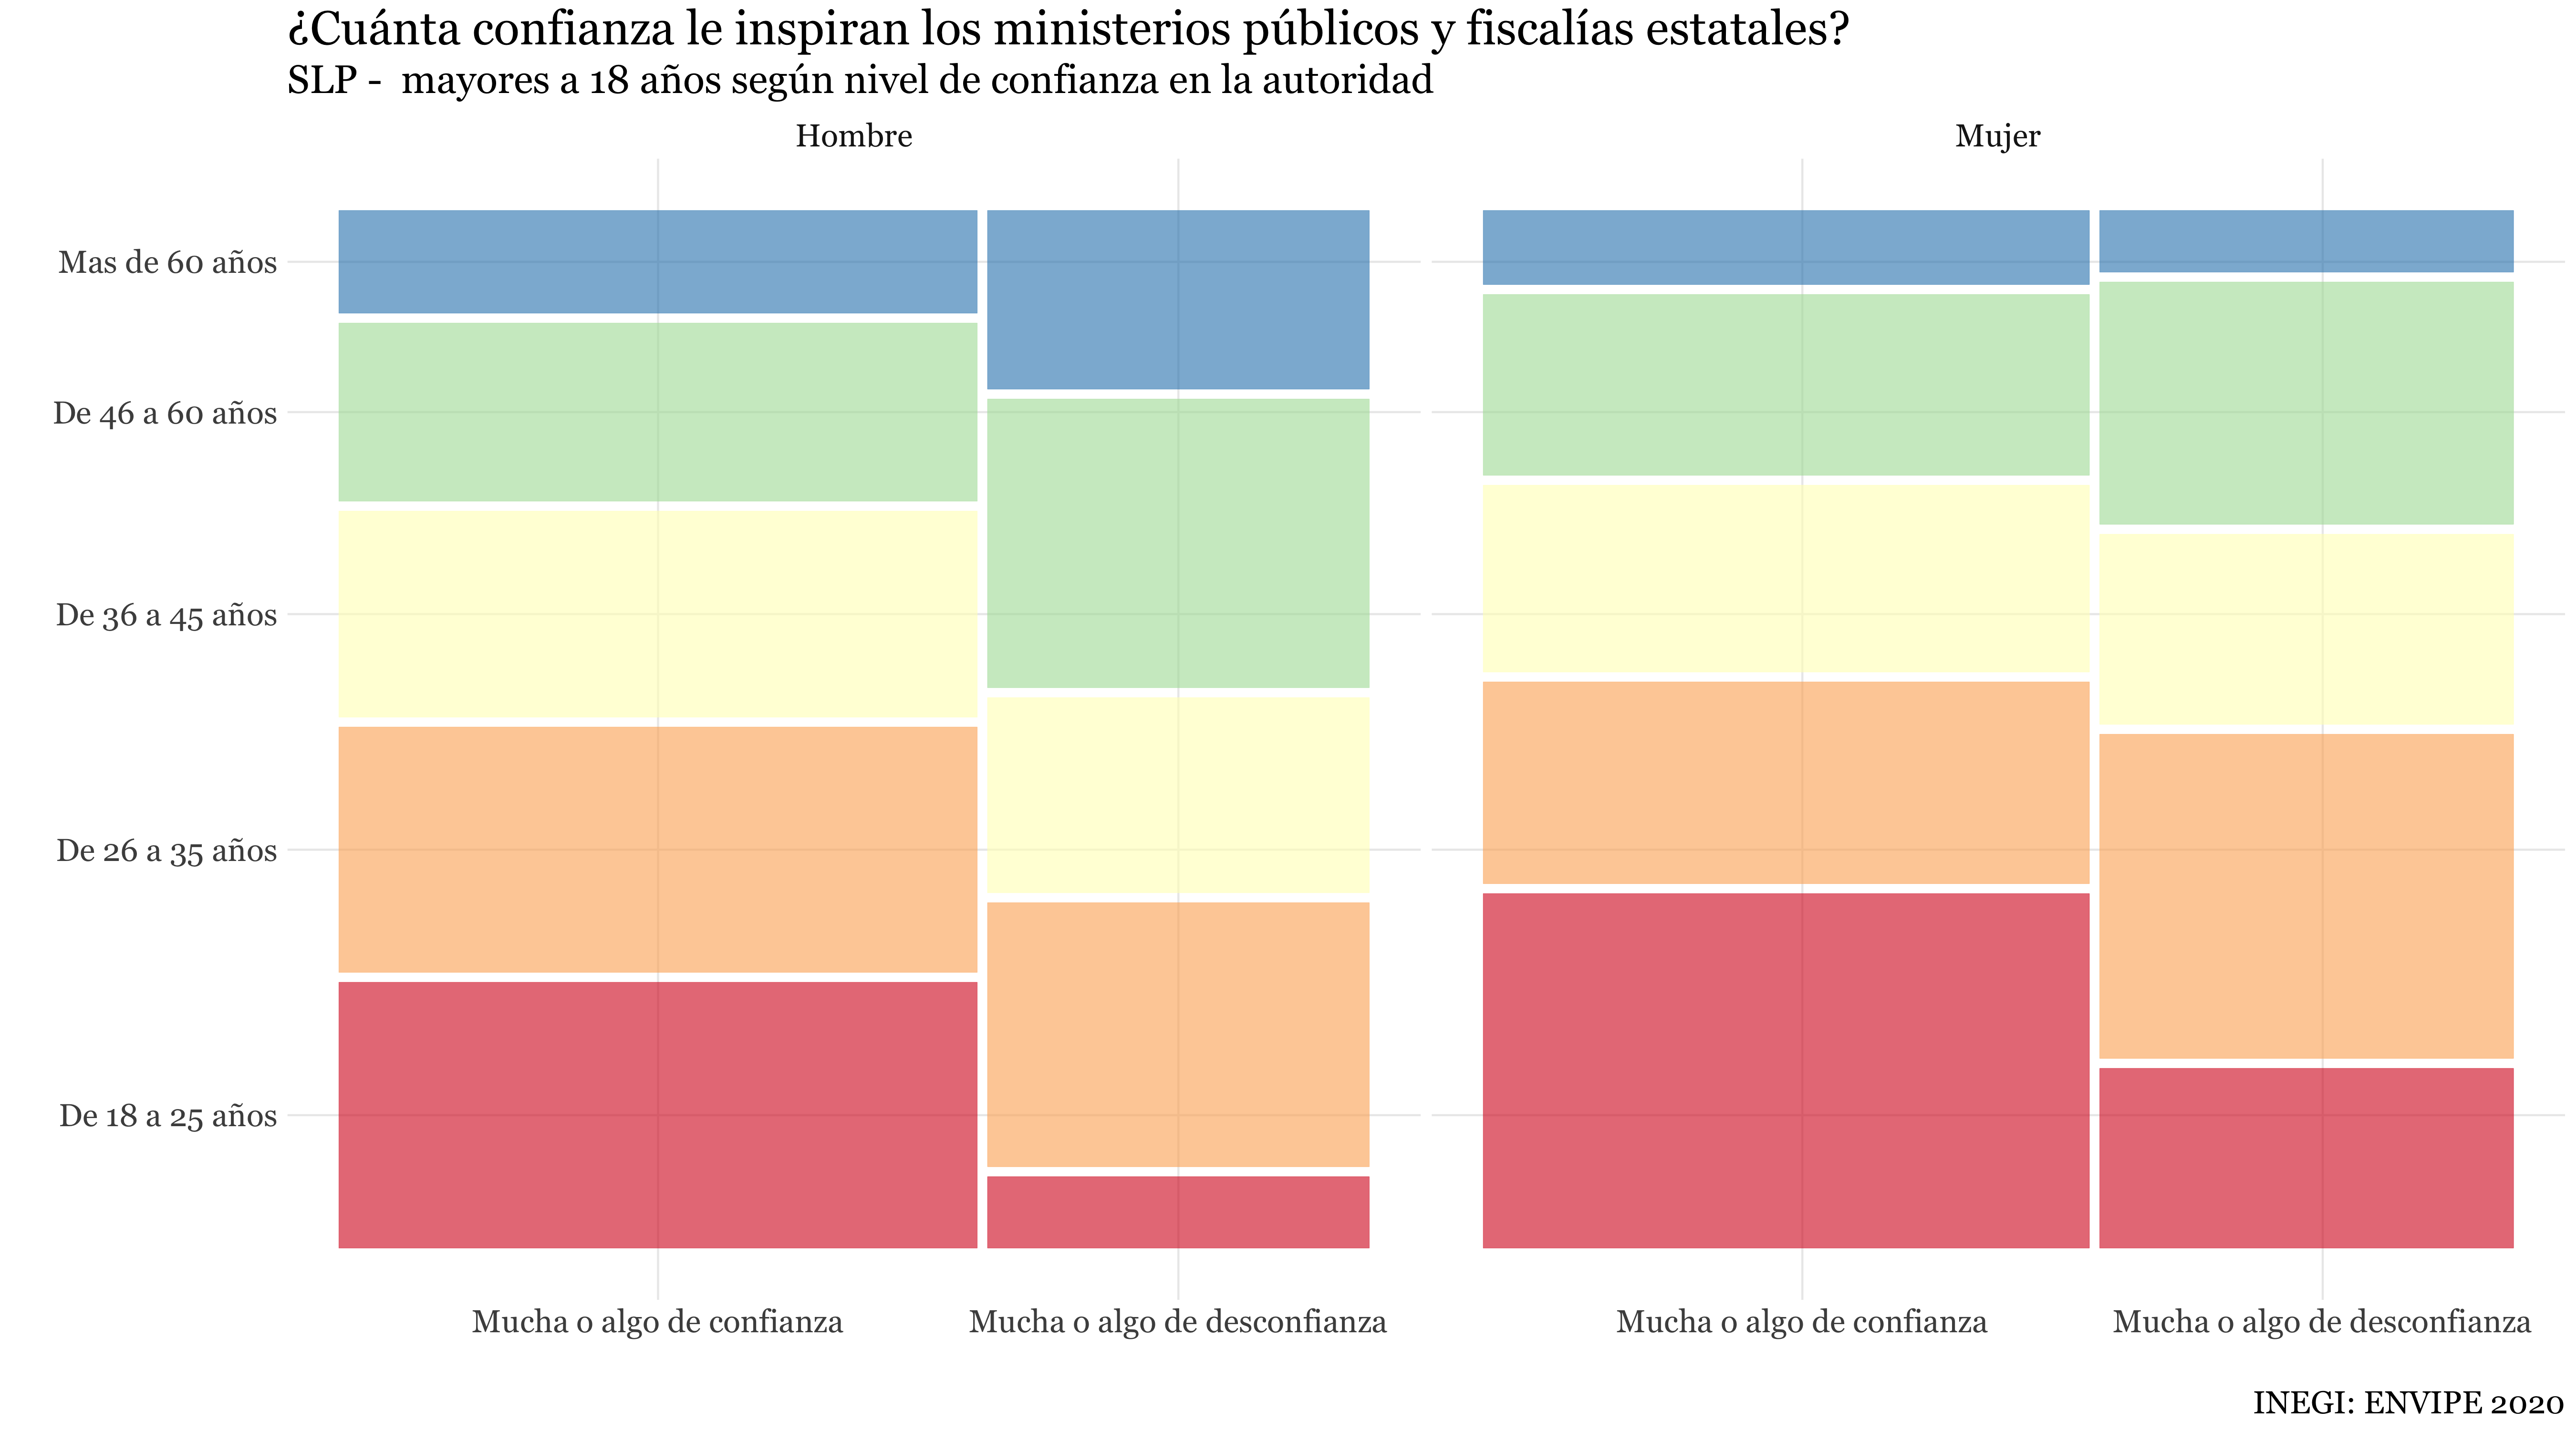 ¿Cuánta confianza le inspiran los ministerios públicos y fiscalías estatales?
SLP -  mayores a 18 años según nivel de confianza en la autoridad
Hombre
Mujer
Mas de 60 años
De 46 a 60 años
De 36 a 45 años
De 26 a 35 años
De 18 a 25 años
Mucha o algo de confianza
Mucha o algo de desconfianza
Mucha o algo de confianza
Mucha o algo de desconfianza
INEGI: ENVIPE 2020